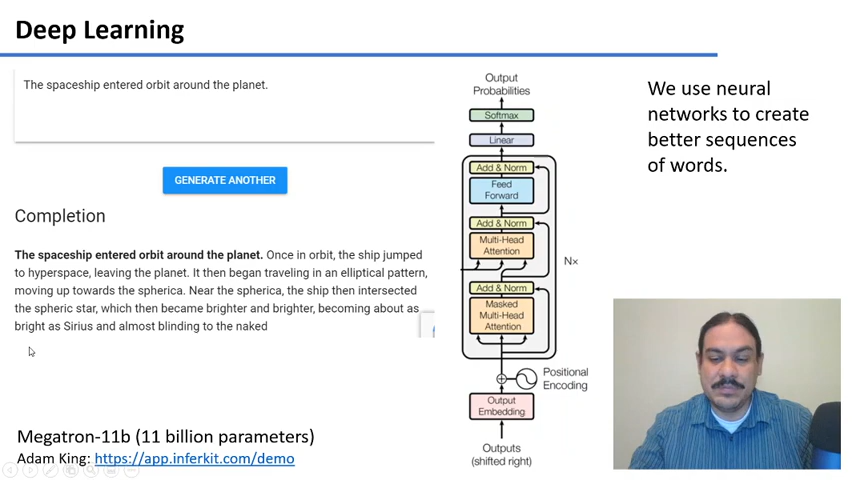 Deep Learning
The spaceship entered orbit around the planet.
GENERATE ANOTHER
Completion
The spaceship entered orbit around the planet. Once in orbit, the ship jumped
to hyperspace, leaving the planet. It then began traveling in an elliptical pattern,
moving up towards the spherica. Near the spherica, the ship then intersected
the spheric star, which then became brighter and brighter, becoming about as
bright as Sirius and almost blinding to the naked
Megatron-11b (11 billion parameters)
Adam King: https://app.inferkit.com/demo
Output
Probabilities
Softmax
Linear
Add & Norm
Feed
Forward
Add & Norm
Multi-Head
Attention
Nx
Add & Norm
Masked
Multi-Head
Attention
Positional
Encoding
Output
Embedding
Outputs
(shifted right)
We use neural
networks to create
better sequences
of words.